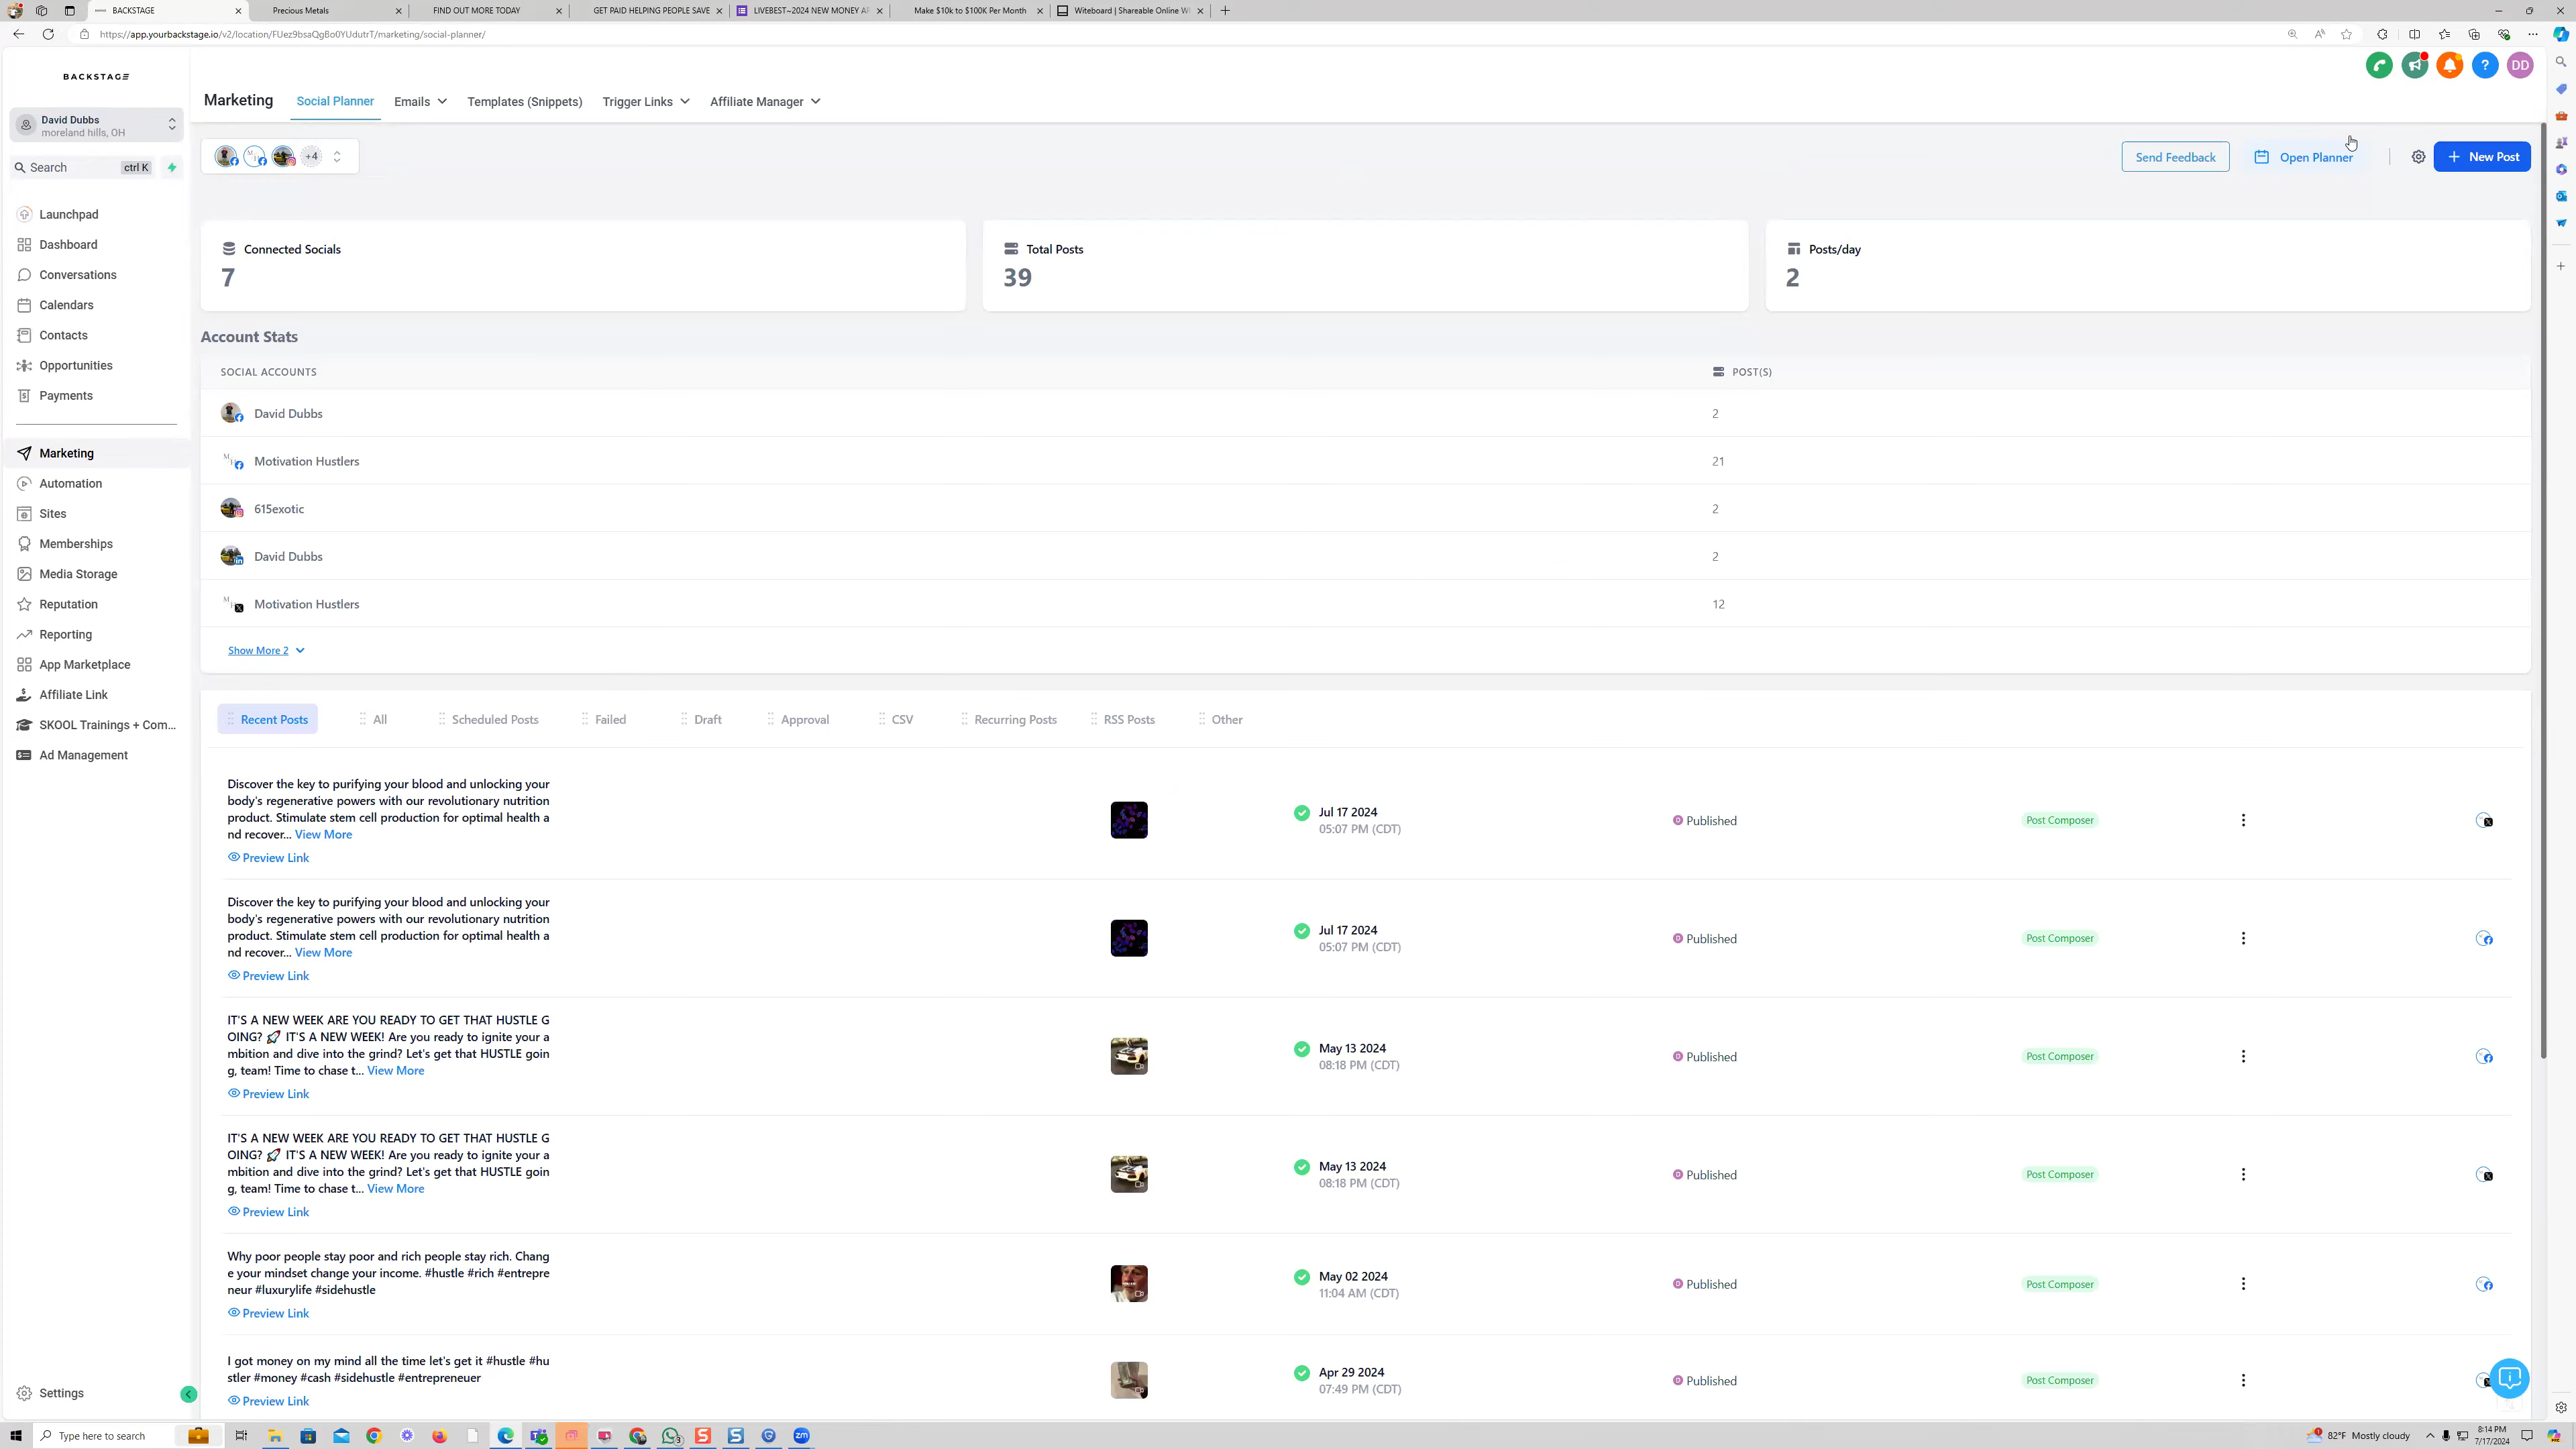 BACKSTAGE
Precious Metals
FIND OUT MORE TODAY
GET PAID HELPING PEOPLE SAVE
LIVEBEST~2024 NEW MONEY AF
Make $10k to $100K Per Month
Witeboard | Shareable Online W
https://app.yourbackstage.io/v2/location/FUez9bsaQgBo0YUdutrT/marketing/social-planner/
BACKSTAGE
DD
Marketing
Social Planner
Emails
Templates (Snippets)
Trigger Links
Affiliate Manager
David Dubbs
moreland hills, OH
Search
ctrl K
+4
Send Feedback
Open Planner
New Post
Launchpad
Dashboard
Conversations
Calendars
Contacts
Opportunities
Payments
Marketing
Automation
Sites
Memberships
Media Storage
Reputation
Reporting
App Marketplace
Affiliate Link
SKOOL Trainings + Com...
Ad Management
Settings
Connected Socials
7
Total Posts
39
Posts/day
2
Account Stats
SOCIAL ACCOUNTS
POST(S)
David Dubbs
2
Motivation Hustlers
21
615exotic
2
David Dubbs
2
Motivation Hustlers
12
Show More 2
Recent Posts
All
Scheduled Posts
Failed
Draft
Approval
CSV
Recurring Posts
RSS Posts
Other
Discover the key to purifying your blood and unlocking your
body's regenerative powers with our revolutionary nutrition
product. Stimulate stem cell production for optimal health a
nd recover... View More
Preview Link
Jul 17 2024
05:07 PM (CDT)
Published
Post Composer
Discover the key to purifying your blood and unlocking your
body's regenerative powers with our revolutionary nutrition
product. Stimulate stem cell production for optimal health a
nd recover... View More
Preview Link
Jul 17 2024
05:07 PM (CDT)
Published
Post Composer
IT'S A NEW WEEK ARE YOU READY TO GET THAT HUSTLE G
OING? 🚀 IT'S A NEW WEEK! Are you ready to ignite your a
mbition and dive into the grind? Let's get that HUSTLE goin
g, team! Time to chase t... View More
Preview Link
May 13 2024
08:18 PM (CDT)
Published
Post Composer
IT'S A NEW WEEK ARE YOU READY TO GET THAT HUSTLE G
OING? 🚀 IT'S A NEW WEEK! Are you ready to ignite your a
mbition and dive into the grind? Let's get that HUSTLE goin
g, team! Time to chase t... View More
Preview Link
May 13 2024
08:18 PM (CDT)
Published
Post Composer
Why poor people stay poor and rich people stay rich. Chang
e your mindset change your income. #hustle #rich #entrepre
neur #luxurylife #sidehustle
Preview Link
May 02 2024
11:04 AM (CDT)
Published
Post Composer
I got money on my mind all the time let's get it #hustle #hu
stler #money #cash #sidehustle #entrepreneuer
Preview Link
Apr 29 2024
07:49 PM (CDT)
Published
Post Composer
Type here to search
82°F Mostly cloudy
8:14 PM
7/17/2024